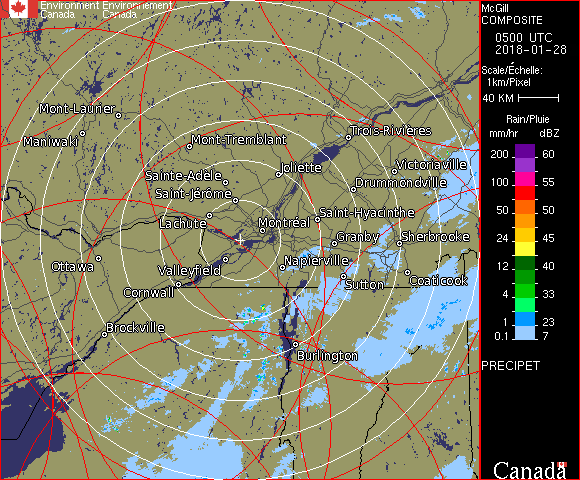 Environment Environnement
Canada Canada
McGill
COMPOSITE
0500 UTC
2018-01-28
Scale/Échelle:
1km/Pixel
40 KM
Rain/Pluie
mm/hr dBZ
200 60
100 55
50 50
24 45
12 40
4 33
1 23
0.1 7
PRECIPET
Canada
Mont-Laurier
Maniwaki
Mont-Tremblant
Trois-Rivières
Sainte-Adèle
Joliette
Victoriaville
Saint-Jérôme
Drummondville
Lachute
Montréal
Saint-Hyacinthe
Granby
Sherbrooke
Ottawa
Valleyfield
Napierville
Cornwall
Sutton
Coaticook
Brockville
Burlington